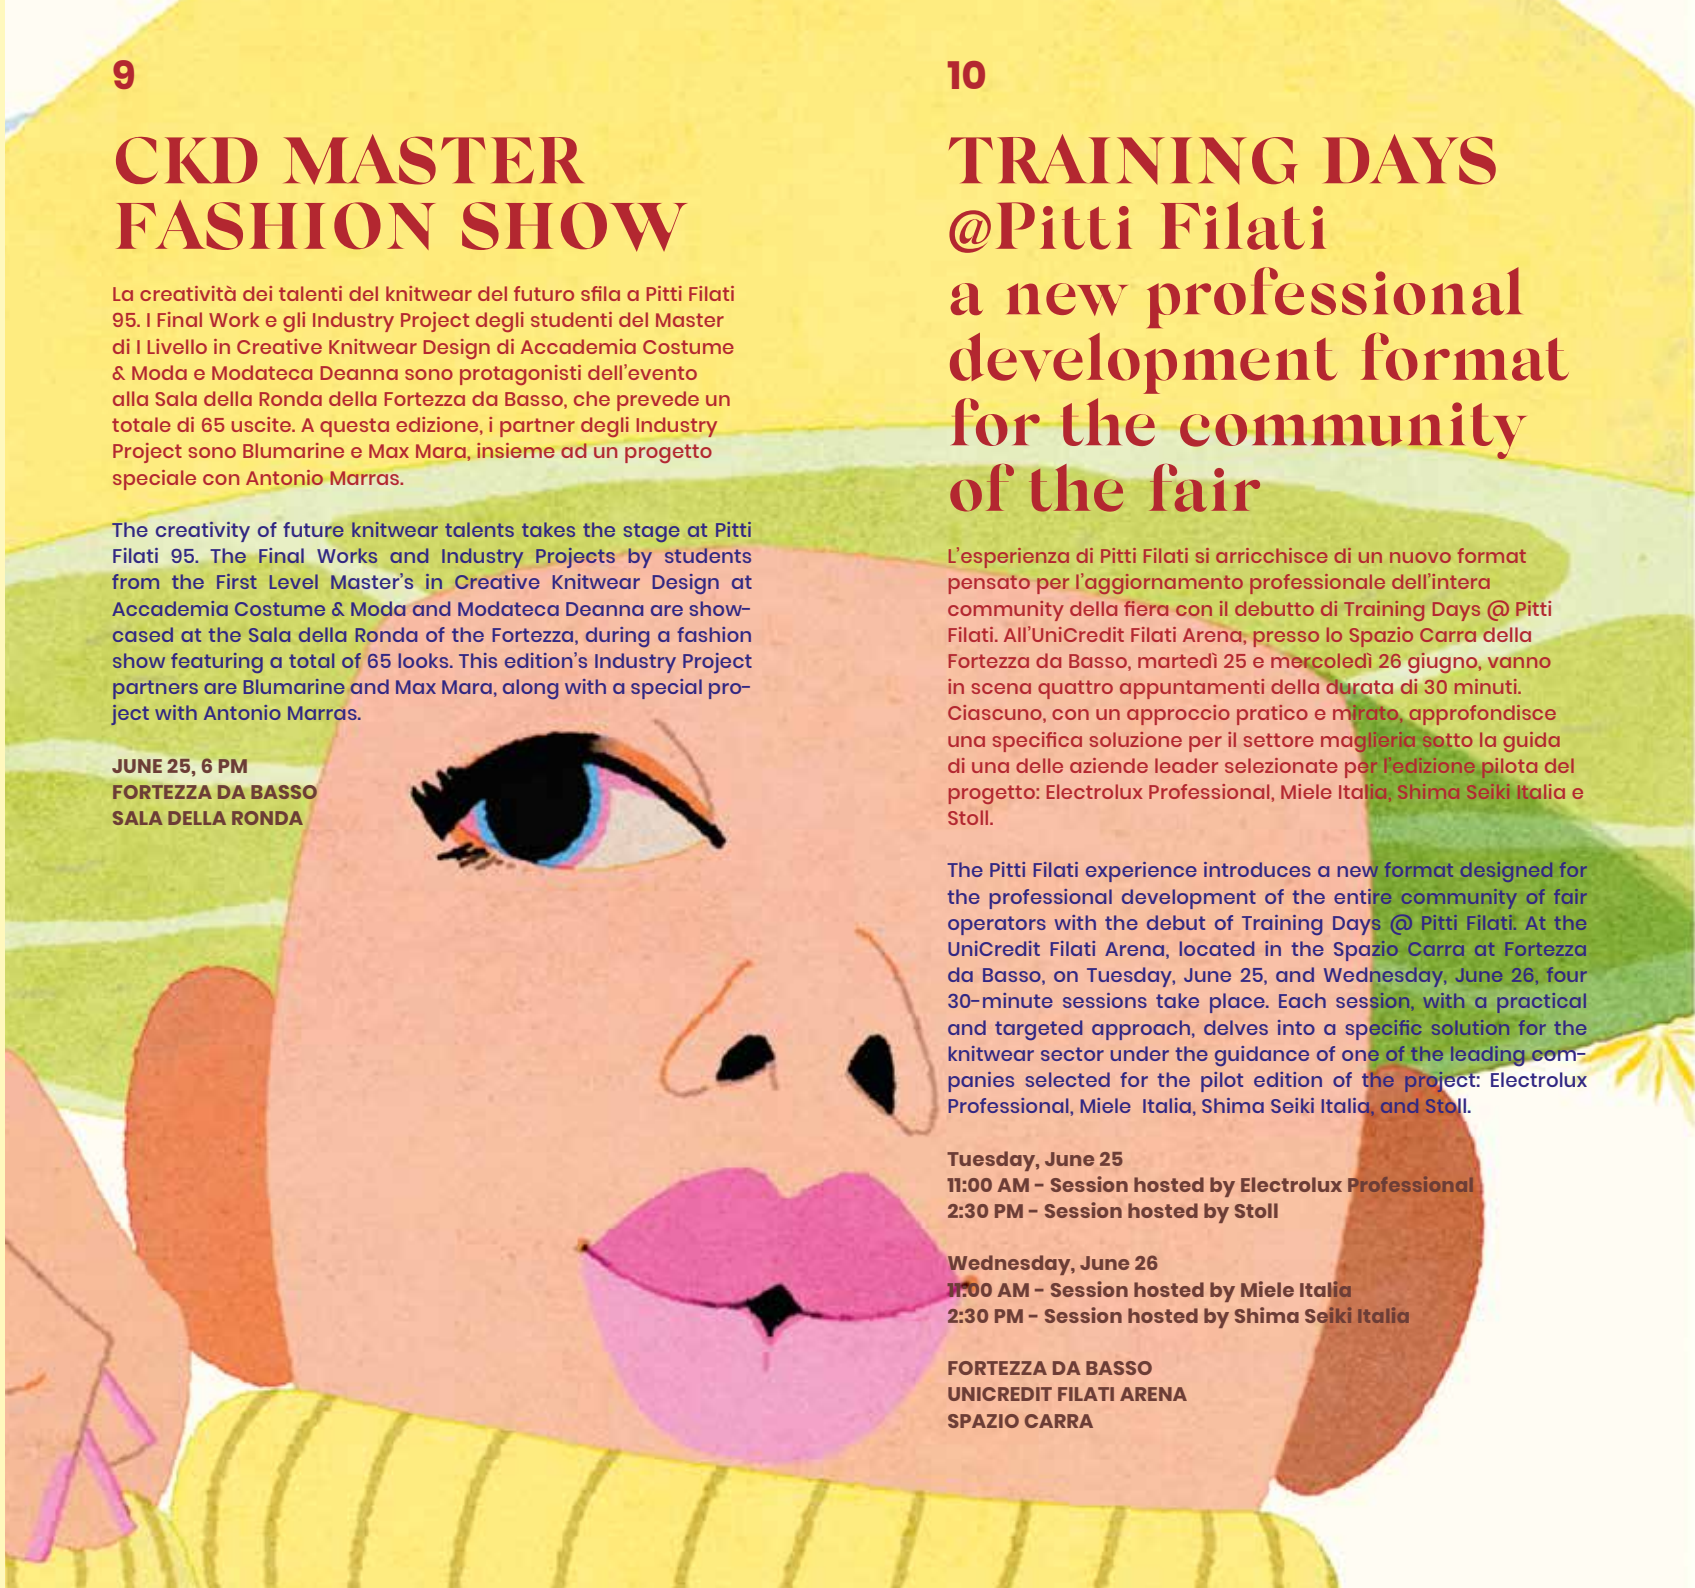 9
CKD MASTER
FASHION SHOW
La creatività dei talenti del knitwear del futuro sfila a Pitti Filati
95. I Final Work e gli Industry Project degli studenti del Master
di I Livello in Creative Knitwear Design di Accademia Costume
& Moda e Modateca Deanna sono protagonisti dell'evento
alla Sala della Ronda della Fortezza da Basso, che prevede un
totale di 65 uscite. A questa edizione, i partner degli Industry
Project sono Blumarine e Max Mara, insieme ad un progetto
speciale con Antonio Marras.
The creativity of future knitwear talents takes the stage at Pitti
Filati 95. The Final Works and Industry Projects by students
from the First Level Master's in Creative Knitwear Design at
Accademia Costume & Moda and Modateca Deanna are show-
cased at the Sala della Ronda of the Fortezza, during a fashion
show featuring a total of 65 looks. This edition's Industry Project
partners are Blumarine and Max Mara, along with a special pro-
ject with Antonio Marras.
JUNE 25, 6 PM
FORTEZZA DA BASSO
SALA DELLA RONDA
10
TRAINING DAYS
@Pitti Filati
a new professional
development format
for the community
of the fair
L'esperienza di Pitti Filati si arricchisce di un nuovo format
pensato per l'aggiornamento professionale dell'intera
community della fiera con il debutto di Training Days @ Pitti
Filati. All'UniCredit Filati Arena, presso lo Spazio Carra della
Fortezza da Basso, martedì 25 e mercoledì 26 giugno, vanno
in scena quattro appuntamenti della durata di 30 minuti.
Ciascuno, con un approccio pratico e mirato, approfondisce
una specifica soluzione per il settore maglieria sotto la guida
di una delle aziende leader selezionate per l'edizione pilota del
progetto: Electrolux Professional, Miele Italia, Shima Seiki Italia e
Stoll.
The Pitti Filati experience introduces a new format designed for
the professional development of the entire community of fair
operators with the debut of Training Days @ Pitti Filati. At the
UniCredit Filati Arena, located in the Spazio Carra at Fortezza
da Basso, on Tuesday, June 25, and Wednesday, June 26, four
30-minute sessions take place. Each session, with a practical
and targeted approach, delves into a specific solution for the
knitwear sector under the guidance of one of the leading com-
panies selected for the pilot edition of the project: Electrolux
Professional, Miele Italia, Shima Seiki Italia, and Stoll.
Tuesday, June 25
11:00 AM - Session hosted by Electrolux Professional
2:30 PM - Session hosted by Stoll
Wednesday, June 26
11:00 AM - Session hosted by Miele Italia
2:30 PM - Session hosted by Shima Seiki Italia
FORTEZZA DA BASSO
UNICREDIT FILATI ARENA
SPAZIO CARRA